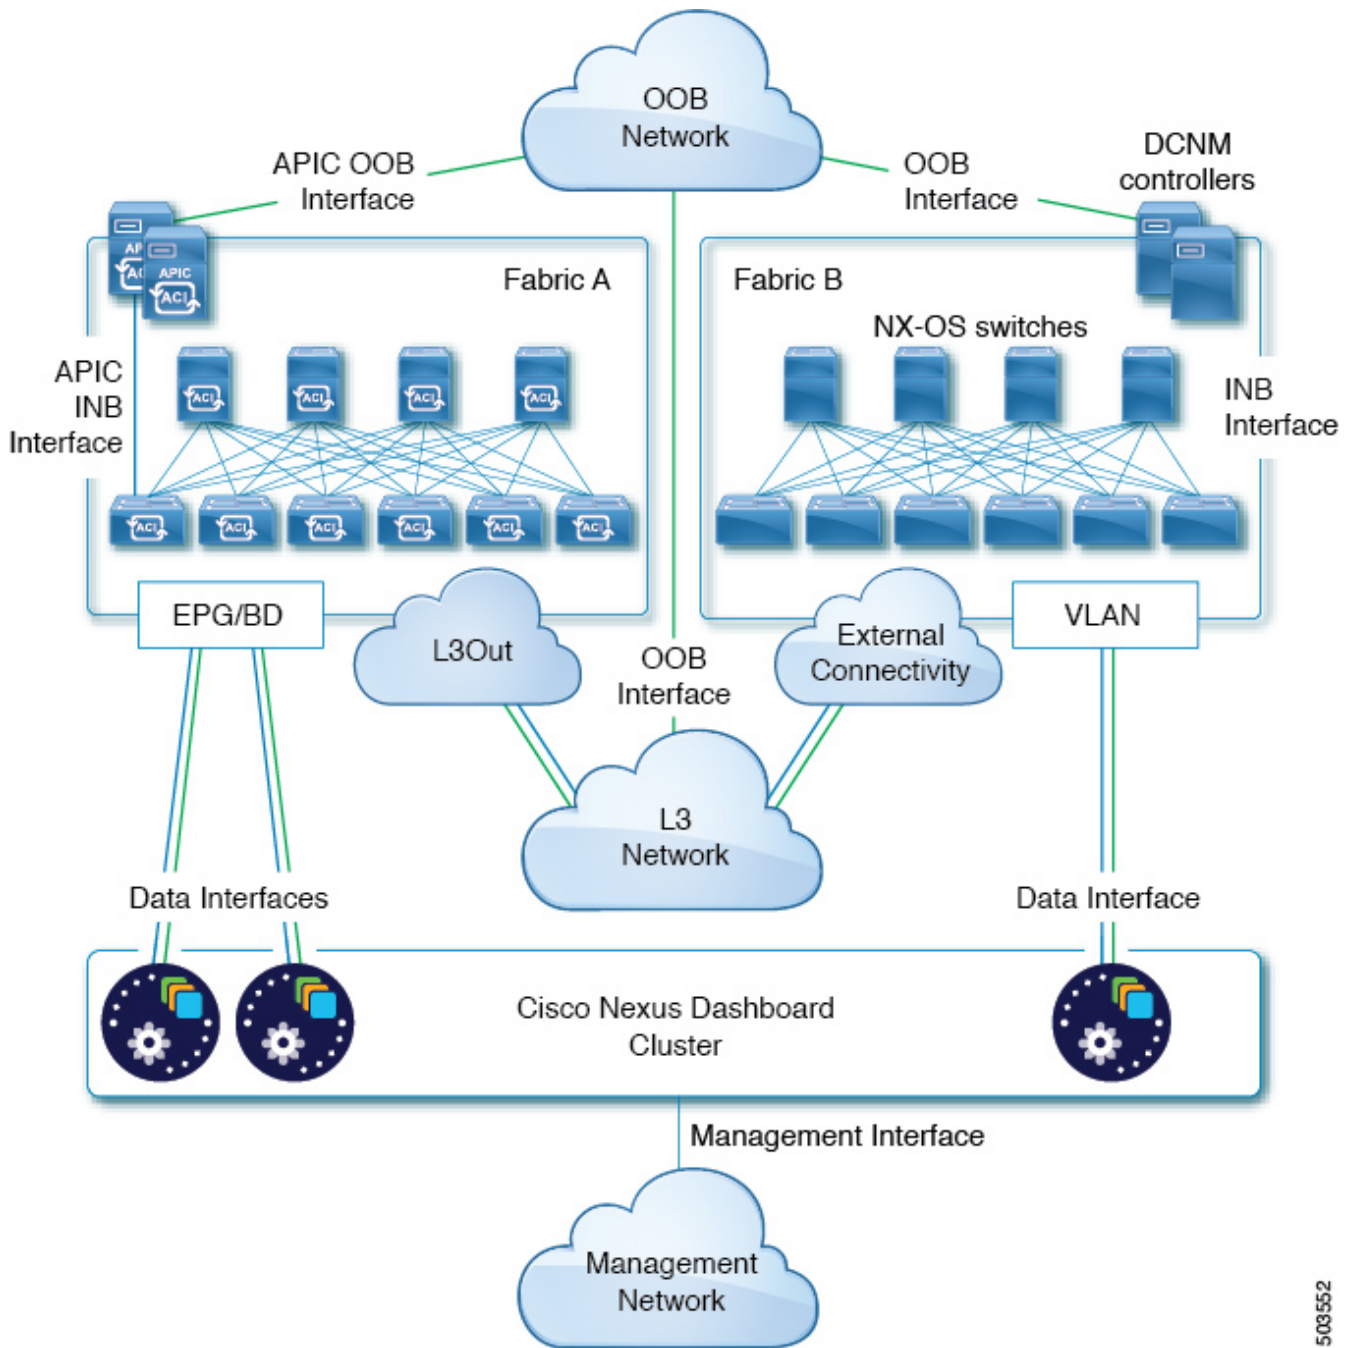 OOB
Network
APIC OOB
Interface
OOB
Interface
DCNM
controllers
AP
AC
APIC
ACI
Fabric A
Fabric B
NX-OS switches
APIC
INB
Interface
INB
Interface
ACI
ACI
ACI
ACI
ACI
ACI
ACI
ACI
ACI
ACI
EPG/BD
L3Out
OOB
Interface
External
Connectivity
VLAN
L3
Network
Data Interfaces
Data Interface
Cisco Nexus Dashboard
Cluster
Management Interface
Management
Network
503552